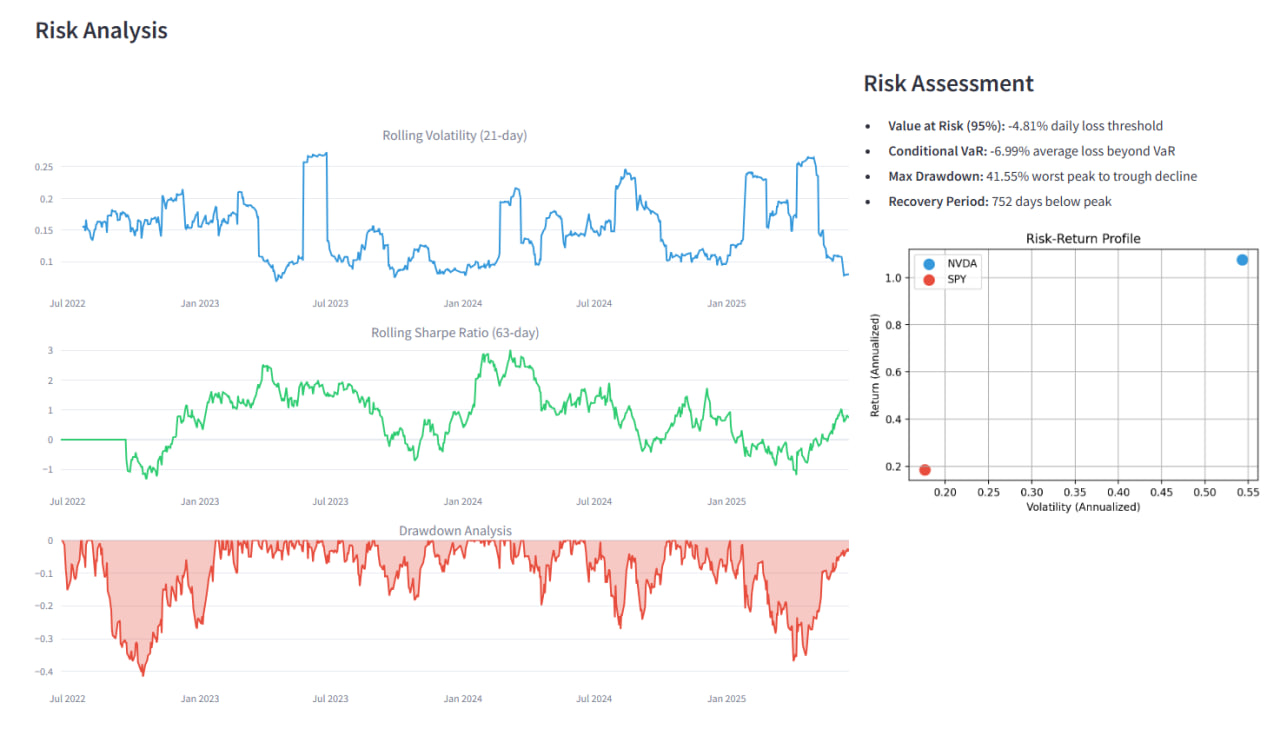 Risk Analysis
Rolling Volatility (21-day)
0.25
0.2
0.15
0.1
Jul 2022 Jan 2023 Jul 2023 Jan 2024 Jul 2024 Jan 2025
Rolling Sharpe Ratio (63-day)
3
2
1
0
−1
Jul 2022 Jan 2023 Jul 2023 Jan 2024 Jul 2024 Jan 2025
Drawdown Analysis
0
−0.1
−0.2
−0.3
−0.4
Jul 2022 Jan 2023 Jul 2023 Jan 2024 Jul 2024 Jan 2025
Risk Assessment
• Value at Risk (95%): -4.81% daily loss threshold
• Conditional VaR: -6.99% average loss beyond VaR
• Max Drawdown: 41.55% worst peak to trough decline
• Recovery Period: 752 days below peak
Risk-Return Profile
NVDA
SPY
Return (Annualized)
1.0
0.8
0.6
0.4
0.2
0.20 0.25 0.30 0.35 0.40 0.45 0.50 0.55
Volatility (Annualized)